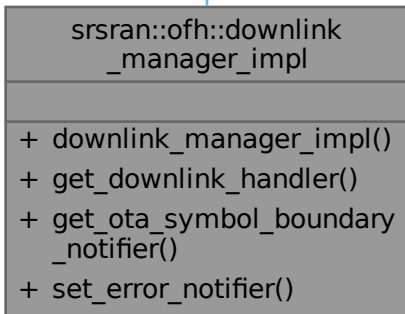 srsran::ofh::downlink
_manager_impl
+ downlink_manager_impl()
+ get_downlink_handler()
+ get_ota_symbol_boundary
_notifier()
+ set_error_notifier()